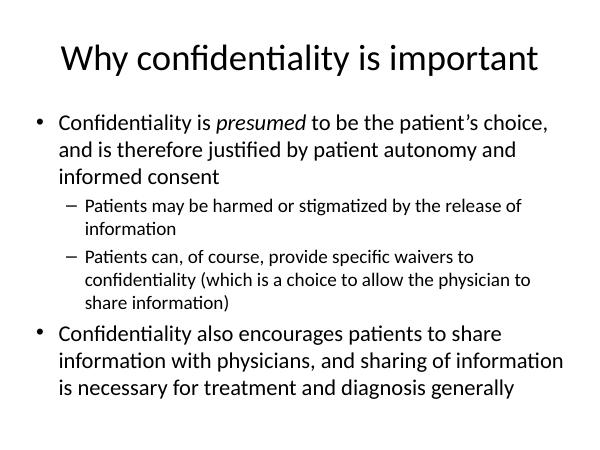 Why confidentiality is important
• Confidentiality is presumed to be the patient’s choice,
and is therefore justified by patient autonomy and
informed consent
– Patients may be harmed or stigmatized by the release of
information
– Patients can, of course, provide specific waivers to
confidentiality (which is a choice to allow the physician to
share information)
• Confidentiality also encourages patients to share
information with physicians, and sharing of information
is necessary for treatment and diagnosis generally